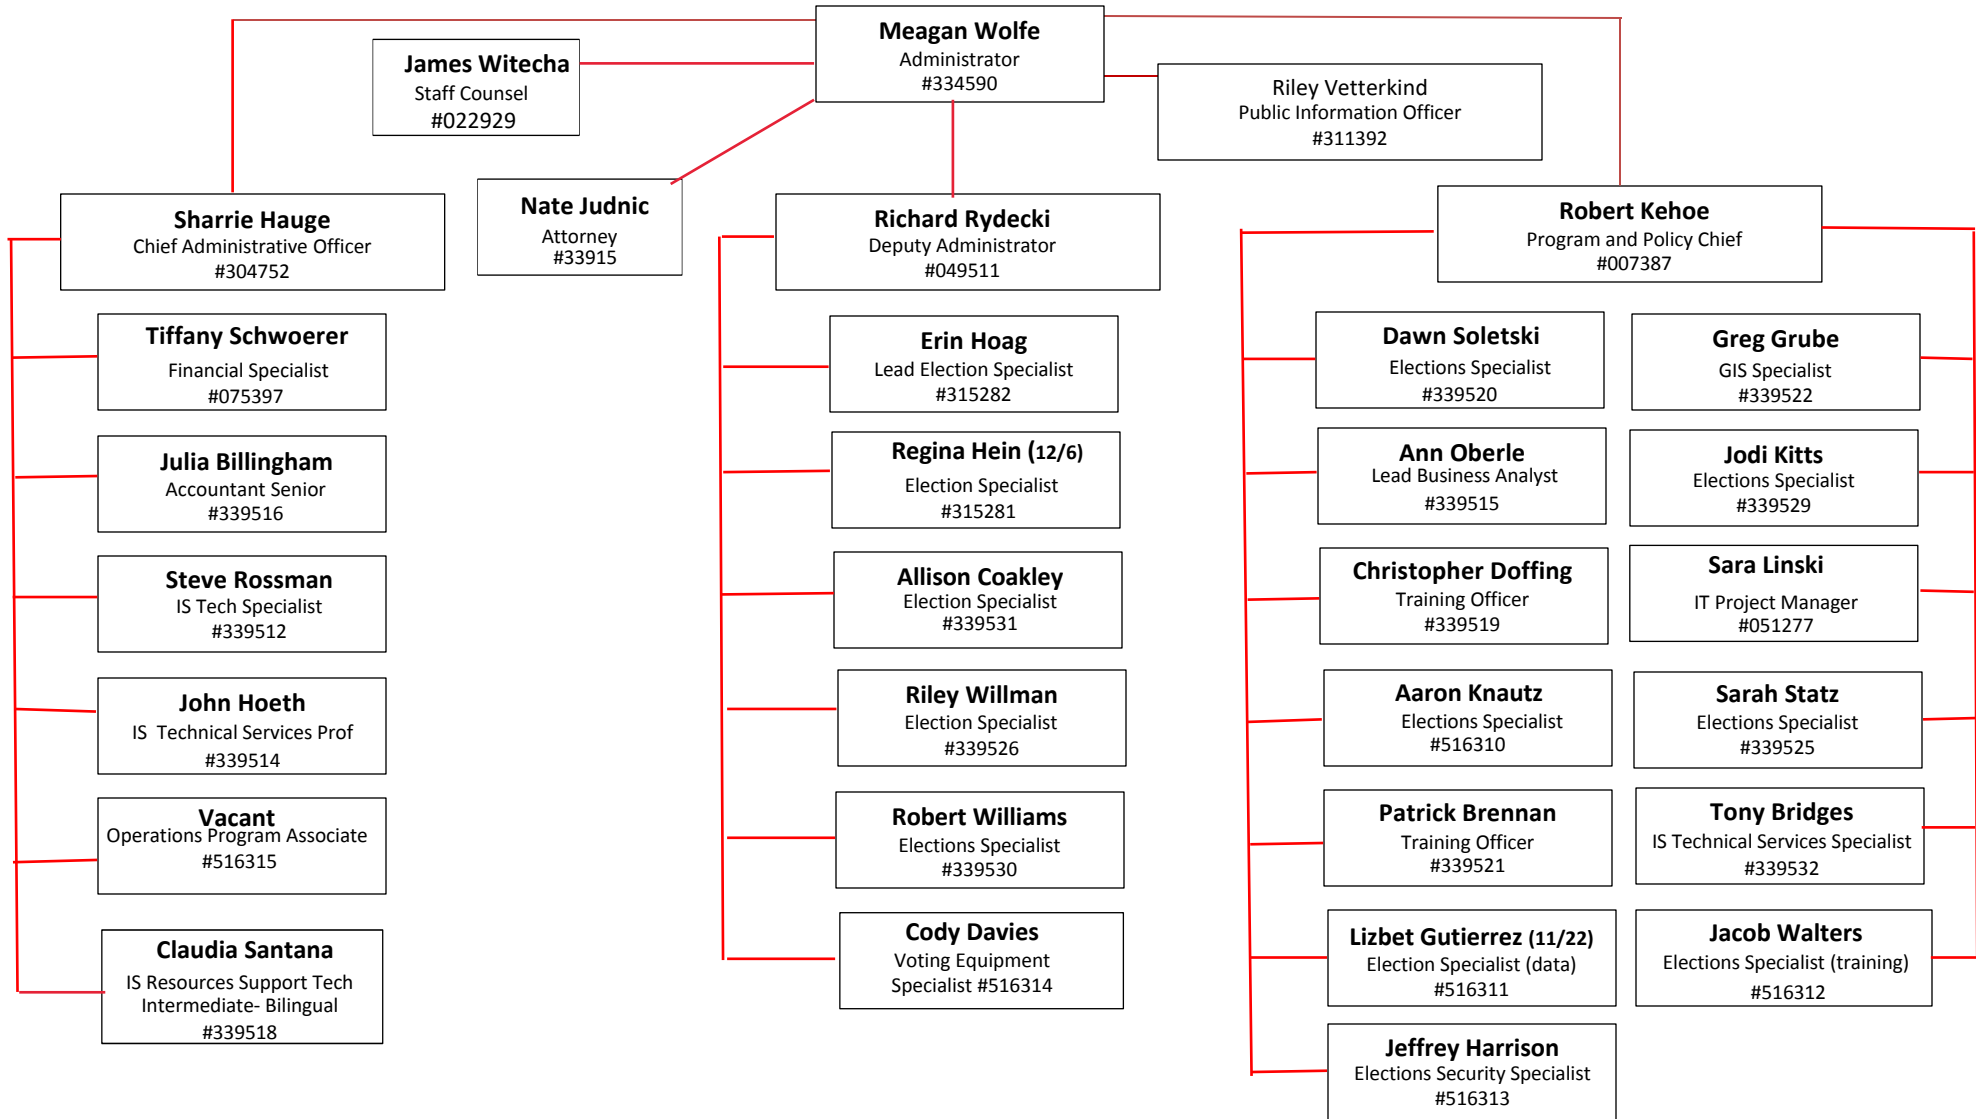 Meagan Wolfe
Administrator
#334590
James Witecha
Staff Counsel
#022929
Riley Vetterkind
Public Information Officer
#311392
Nate Judnic
Attorney
#33915
Sharrie Hauge
Chief Administrative Officer
#304752
Tiffany Schwoerer
Financial Specialist
#075397
Julia Billingham
Accountant Senior
#339516
Steve Rossman
IS Tech Specialist
#339512
John Hoeth
IS  Technical Services Prof
#339514
Vacant
Operations Program Associate
#516315
Claudia Santana
IS Resources Support Tech
Intermediate- Bilingual
#339518
Richard Rydecki
Deputy Administrator
#049511
Erin Hoag
Lead Election Specialist
#315282
Regina Hein (12/6)
Election Specialist
#315281
Allison Coakley
Election Specialist
#339531
Riley Willman
Election Specialist
#339526
Robert Williams
Elections Specialist
#339530
Cody Davies
Voting Equipment
Specialist #516314
Robert Kehoe
Program and Policy Chief
#007387
Dawn Soletski
Elections Specialist
#339520
Ann Oberle
Lead Business Analyst
#339515
Christopher Doffing
Training Officer
#339519
Aaron Knautz
Elections Specialist
#516310
Patrick Brennan
Training Officer
#339521
Lizbet Gutierrez (11/22)
Election Specialist (data)
#516311
Jeffrey Harrison
Elections Security Specialist
#516313
Greg Grube
GIS Specialist
#339522
Jodi Kitts
Elections Specialist
#339529
Sara Linski
IT Project Manager
#051277
Sarah Statz
Elections Specialist
#339525
Tony Bridges
IS Technical Services Specialist
#339532
Jacob Walters
Elections Specialist (training)
#516312